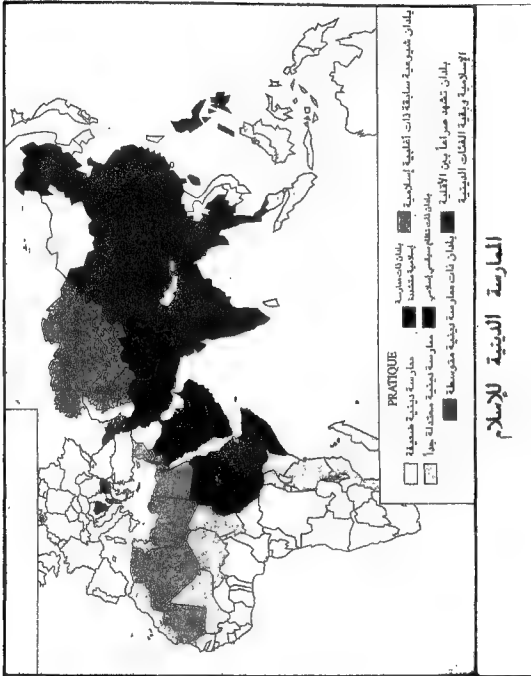 الممارسة الدينية للإسلام
PRATIQUE
ممارسة دينية ضعيفة
ممارسة دينية معتدلة جداً
بلدان ذات ممارسة دينية متوسطة
بلدان ذات ممارسة
إسلامية متشددة
بلدان ذات نظام سياسي إسلامي
بلدان شيوعية سابقة ذات أغلبية إسلامية
بلدان تشهد صراعاً بين الأقلية
الإسلامية وبقية الفئات الدينية